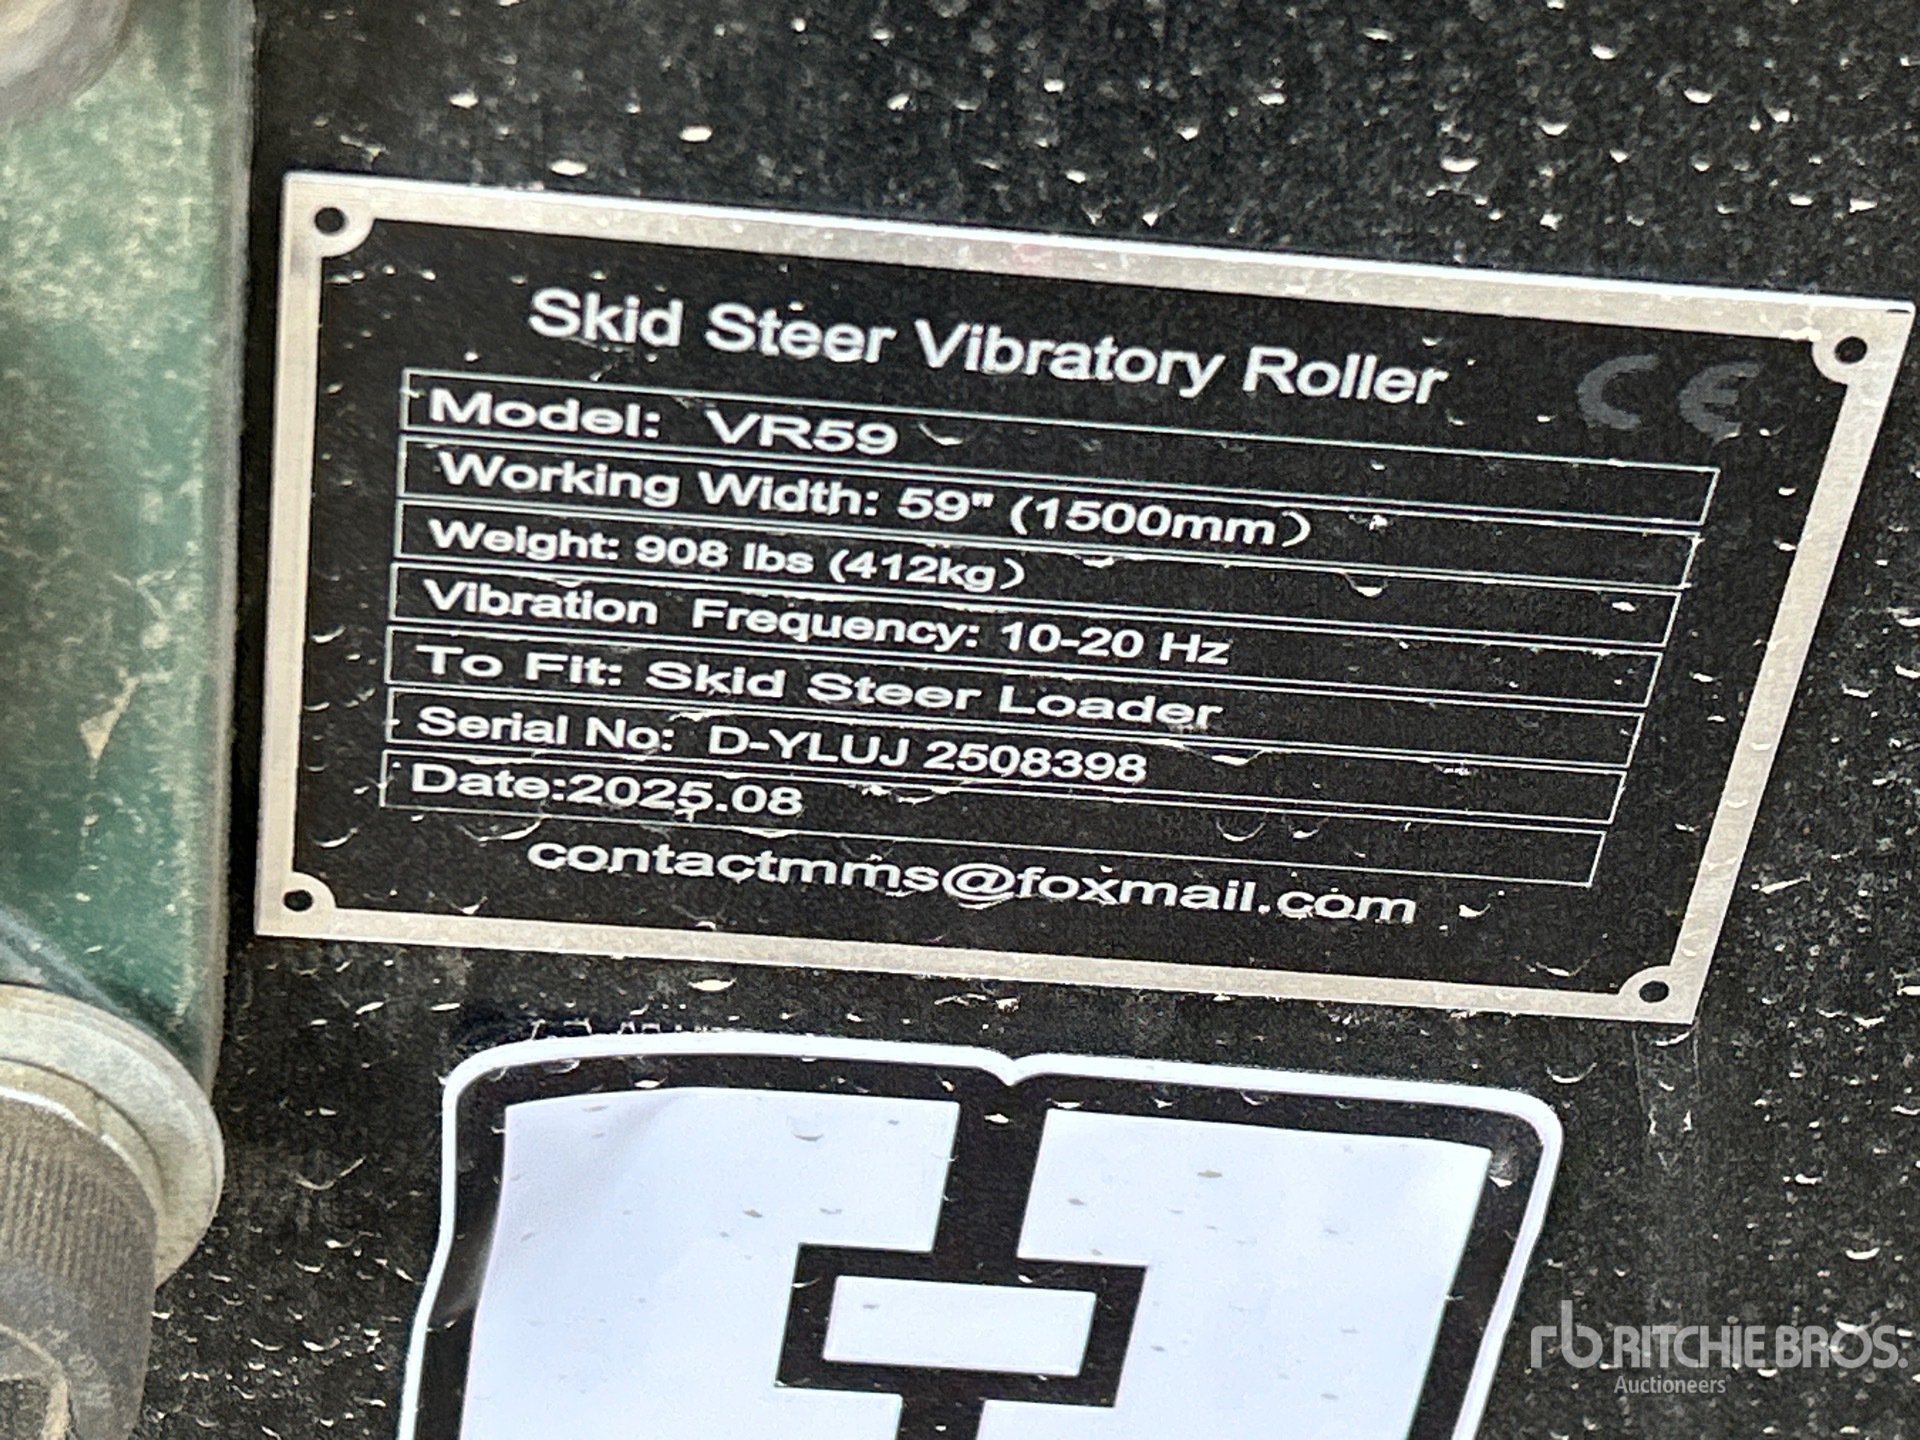 Skid Steer Vibratory Roller
CE
Model: VR59
Working Width: 59" (1500mm)
Weight: 908 lbs (412kg)
Vibration Frequency: 10-20 Hz
To Fit: Skid Steer Loader
Serial No: D-YLUJ 2508398
Date:2025.08
contactmms@foxmail.com
rb RITCHIE BROS.
Auctioneers